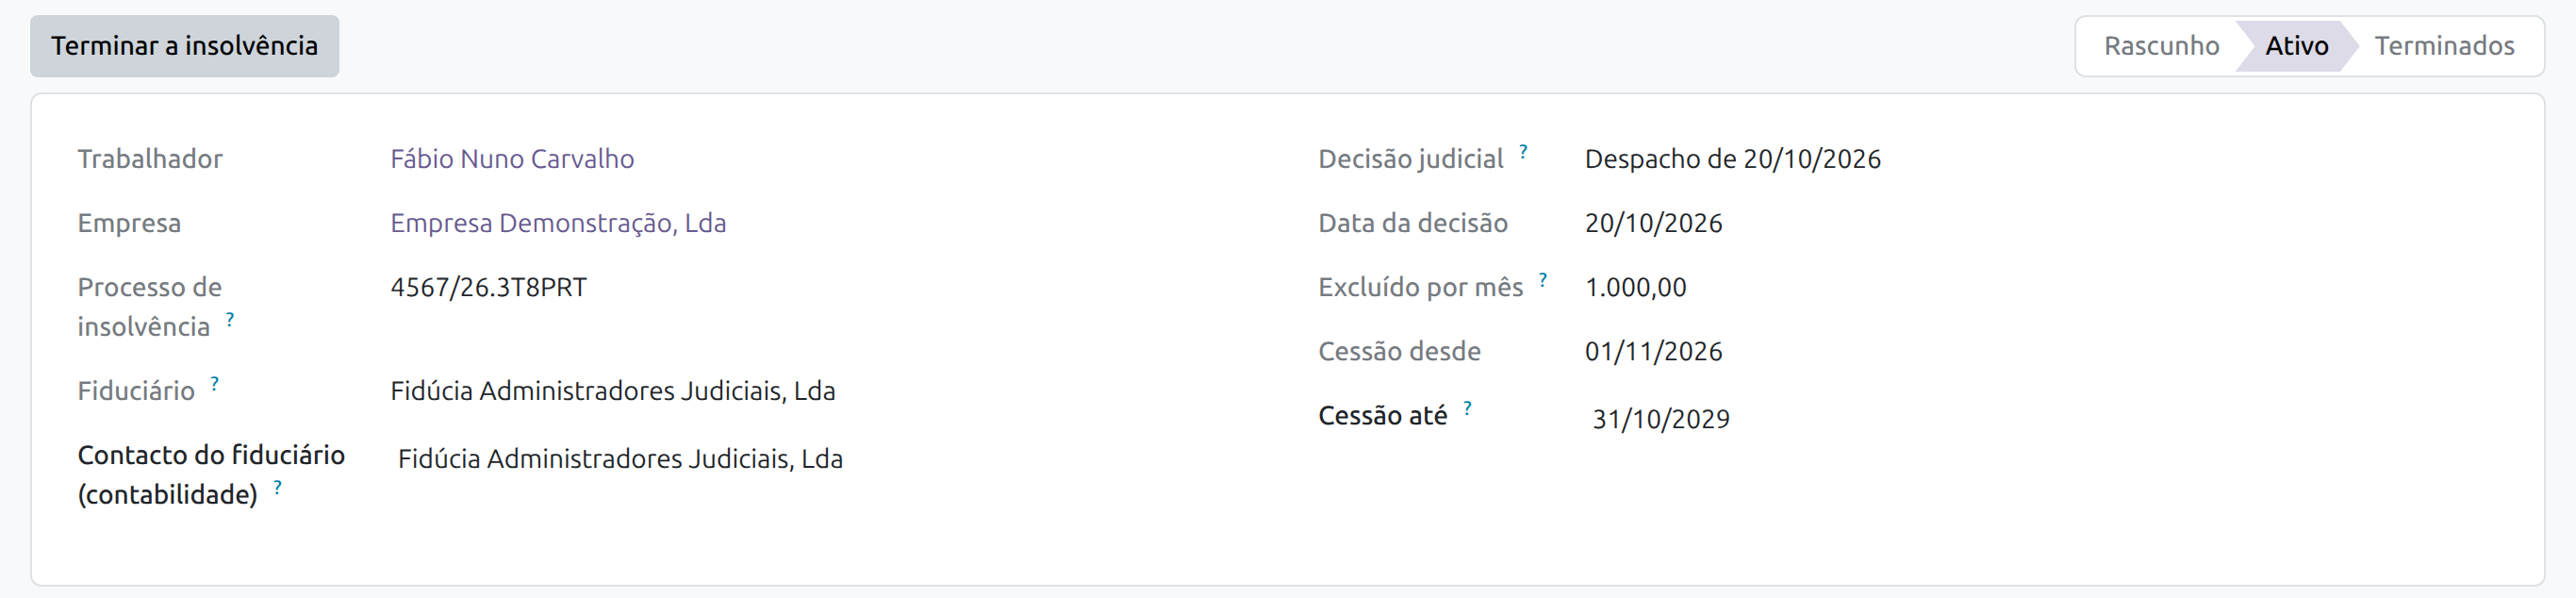 Terminar a insolvência
Rascunho Ativo Terminados
Trabalhador Fábio Nuno Carvalho
Empresa Empresa Demonstração, Lda
Processo de insolvência ? 4567/26.3T8PRT
Fiduciário ? Fidúcia Administradores Judiciais, Lda
Contacto do fiduciário (contabilidade) ? Fidúcia Administradores Judiciais, Lda
Decisão judicial ? Despacho de 20/10/2026
Data da decisão 20/10/2026
Excluído por mês ? 1.000,00
Cessão desde 01/11/2026
Cessão até ? 31/10/2029